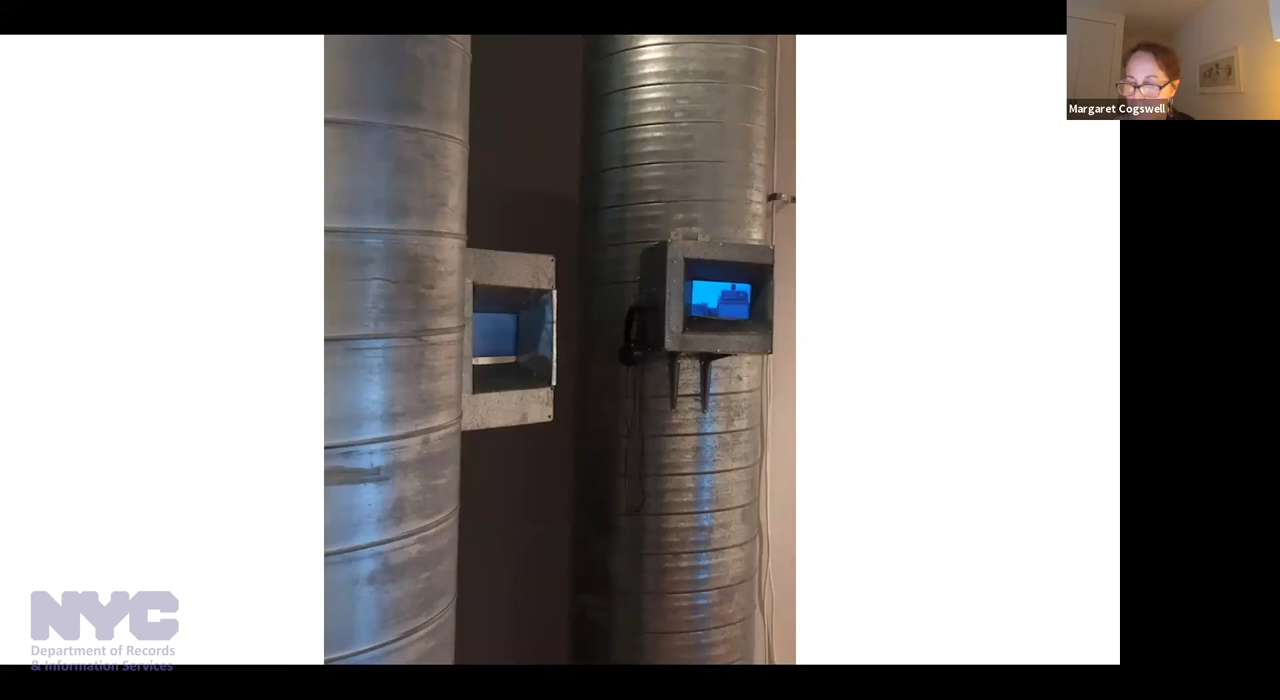 Margaret Cogswell
NYC
Department of Records
& Information Services